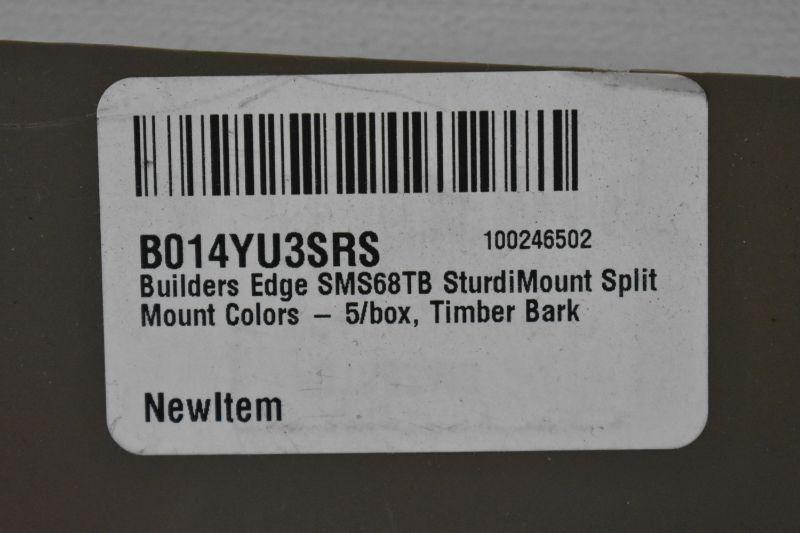 B014YU3SRS 100246502
Builders Edge SMS68TB SturdiMount Split
Mount Colors – 5/box, Timber Bark
NewItem